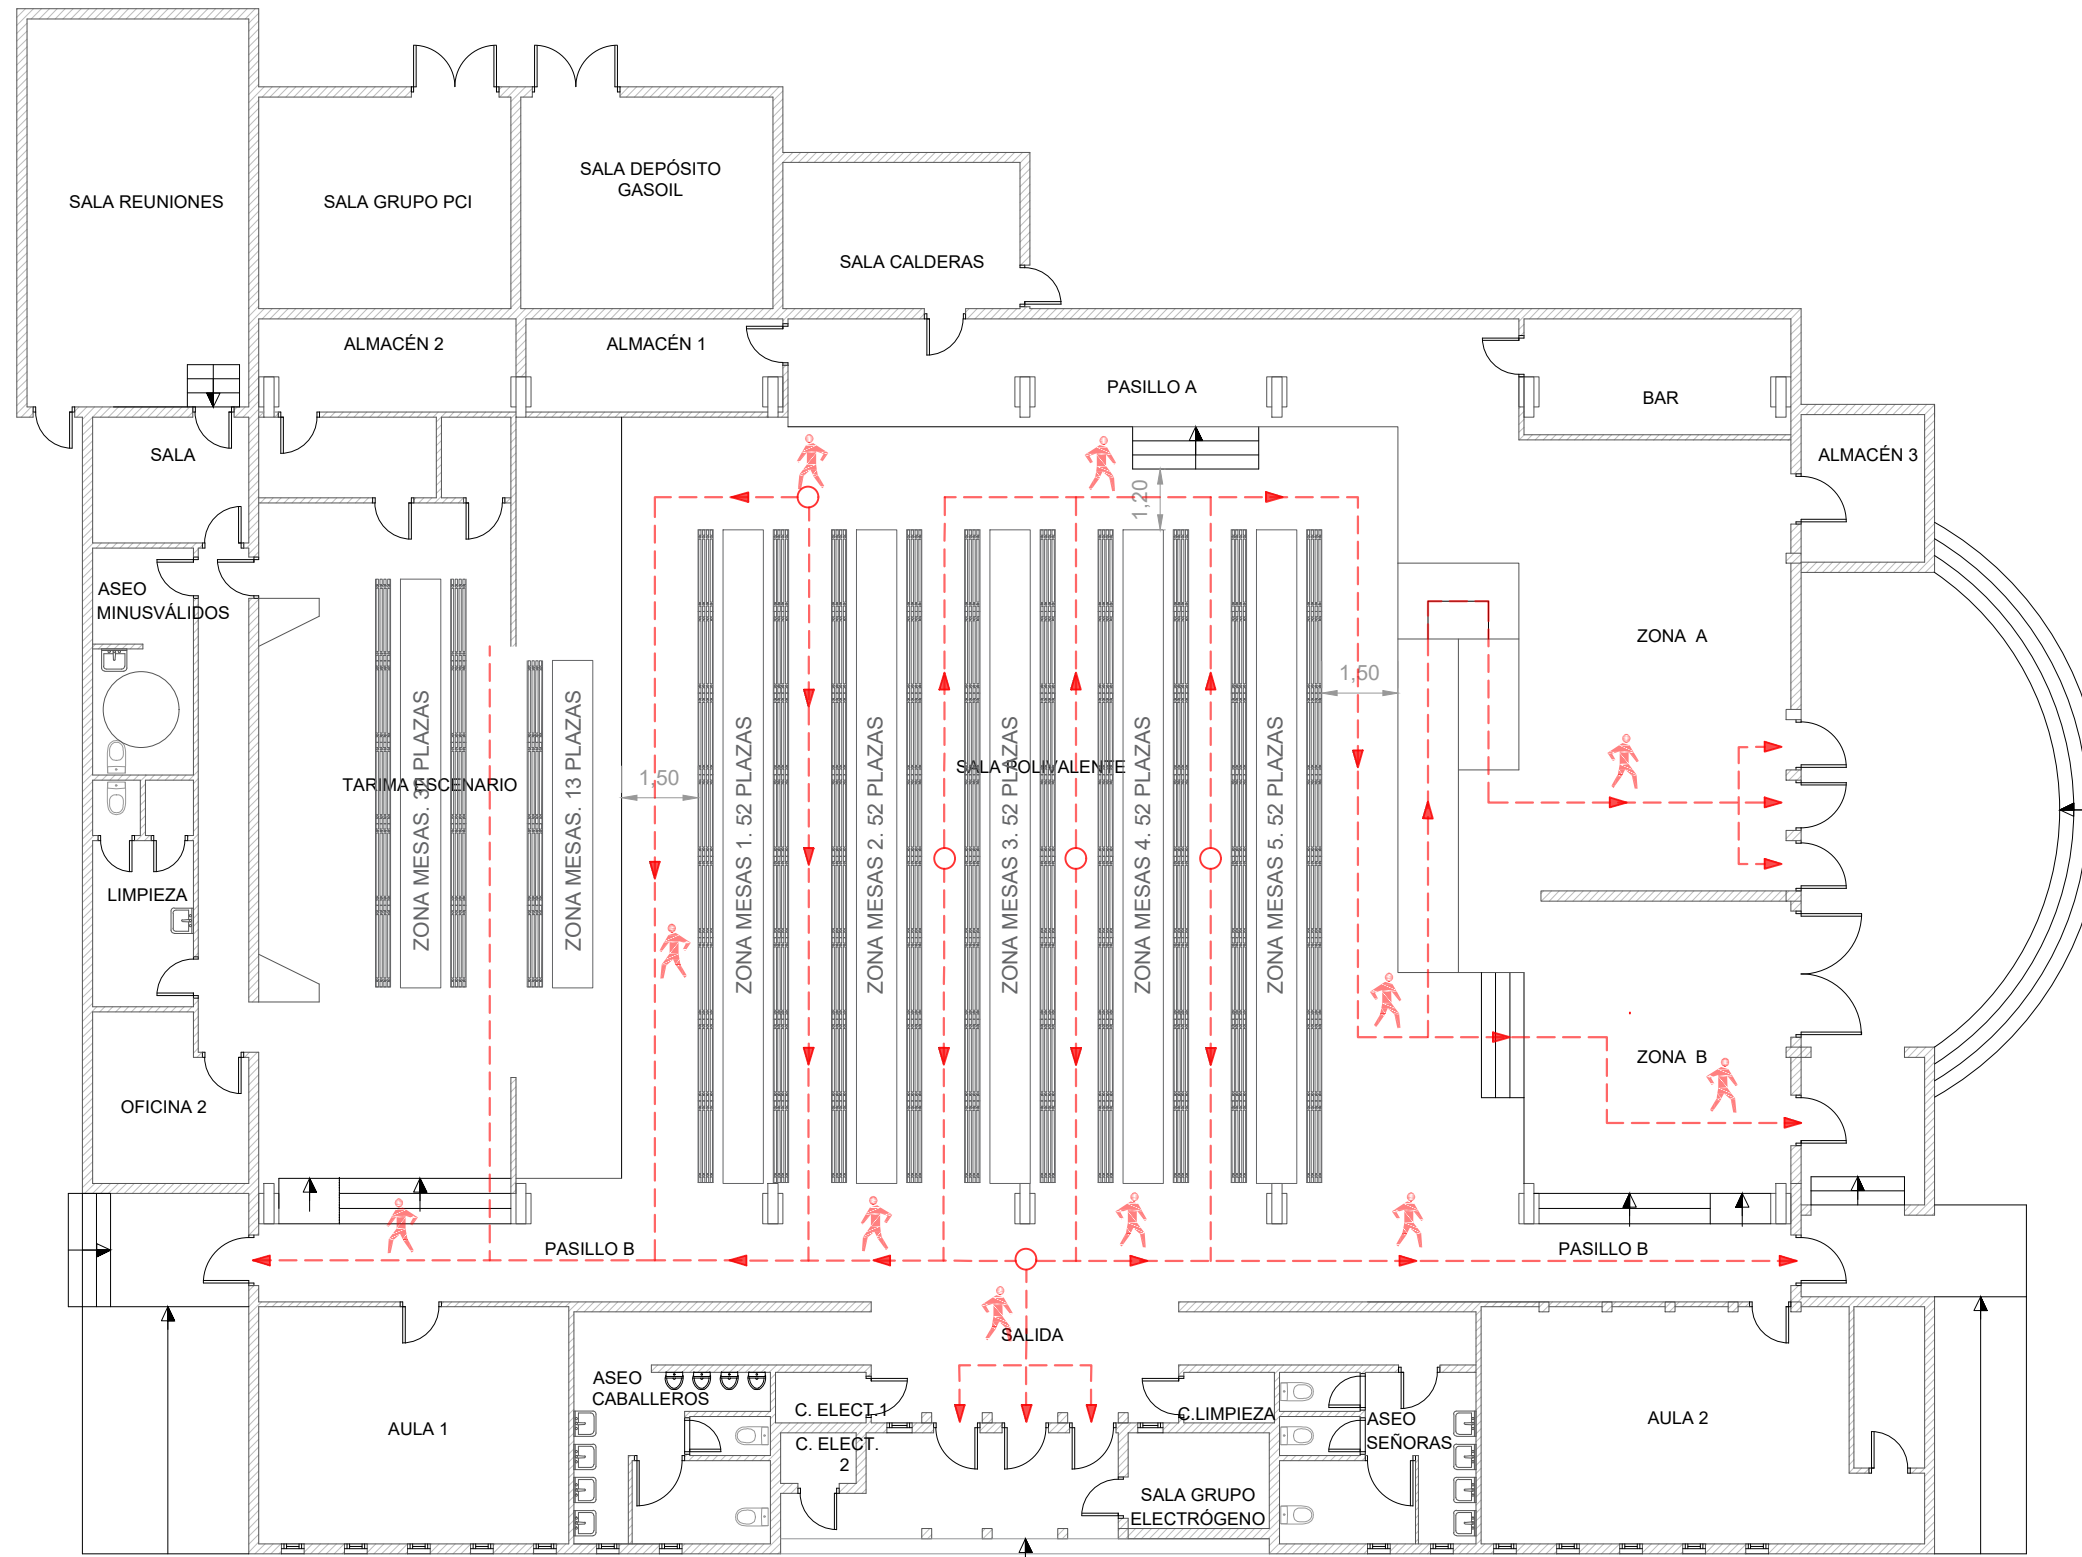 SALA REUNIONES
SALA GRUPO PCI
SALA DEPÓSITO
GASOIL
SALA CALDERAS
ALMACÉN 2
ALMACÉN 1
PASILLO A
BAR
SALA
ALMACÉN 3
1,20
ASEO
MINUSVÁLIDOS
ZONA A
1,50
1,50
TARIMA ESCENARIO
SALA POLIVALENTE
ZONA MESAS. PLAZAS
ZONA MESAS. 13 PLAZAS
ZONA MESAS 1. 52 PLAZAS
ZONA MESAS 2. 52 PLAZAS
ZONA MESAS 3. 52 PLAZAS
ZONA MESAS 4. 52 PLAZAS
ZONA MESAS 5. 52 PLAZAS
LIMPIEZA
ZONA B
OFICINA 2
PASILLO B
PASILLO B
SALIDA
ASEO
CABALLEROS
C. ELECT.1
C. ELECT.
2
C.LIMPIEZA
ASEO
SEÑORAS
AULA 1
AULA 2
SALA GRUPO
ELECTRÓGENO